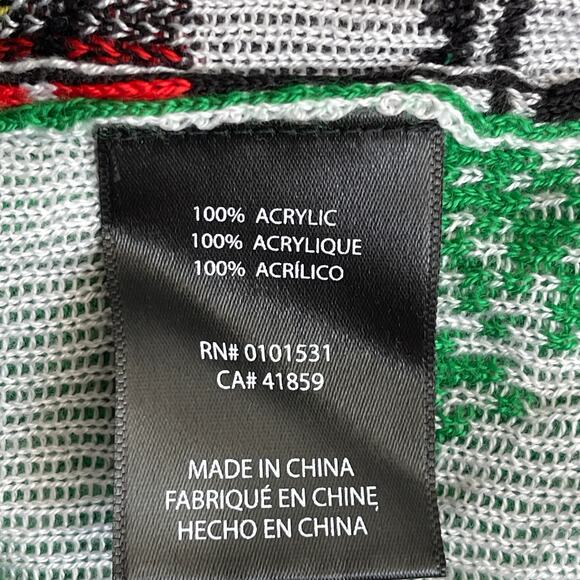 100% ACRYLIC
100% ACRYLIQUE
100% ACRÍLICO
RN# 0101531
CA# 41859
MADE IN CHINA
FABRIQUÉ EN CHINE
HECHO EN CHINA